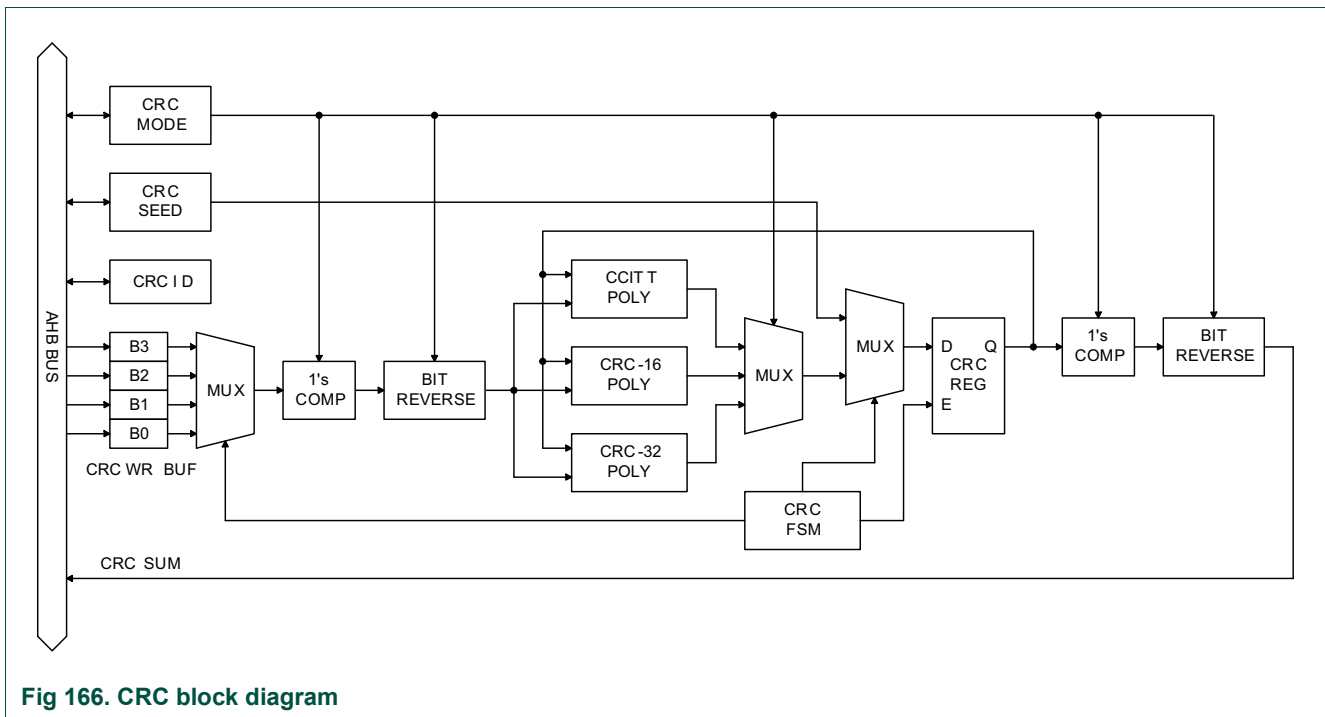 CRC
MODE
CRC
SEED
CRC I D
AHB BUS
B3
B2
B1
B0
CRC WR BUF
MUX
1's
COMP
BIT
REVERSE
CCIT T
POLY
CRC-16
POLY
CRC-32
POLY
MUX
MUX
CRC
FSM
D Q
CRC
REG
E
1's
COMP
BIT
REVERSE
CRC SUM
Fig 166. CRC block diagram